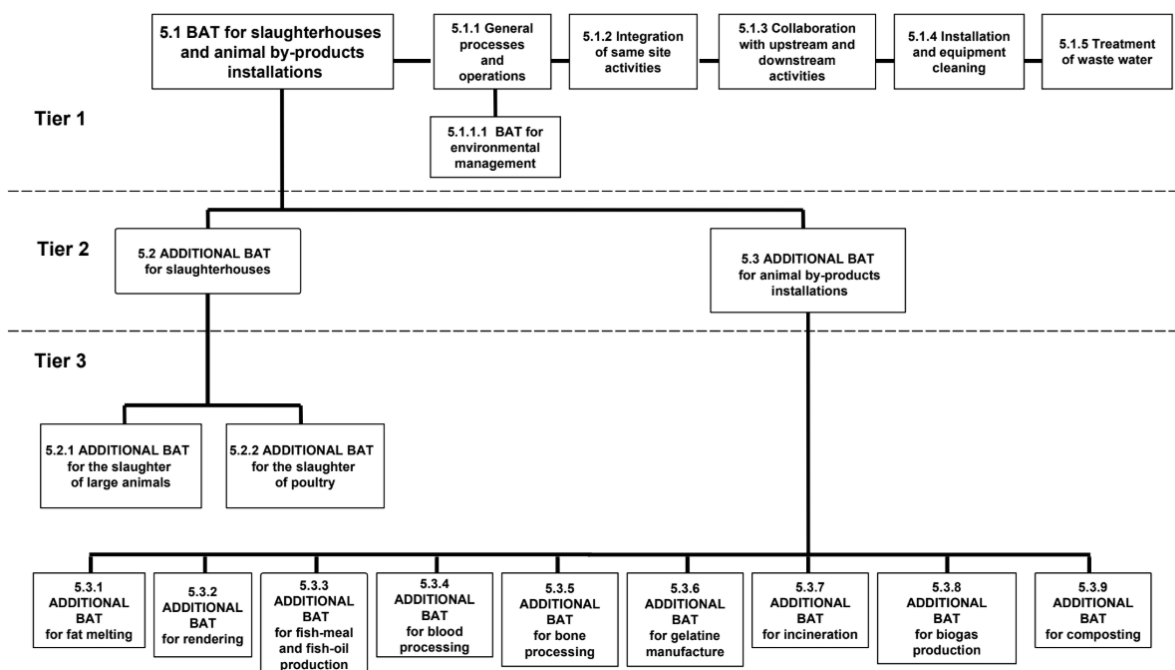 5.1 BAT for slaughterhouses
and animal by-products
installations
5.1.1 General
processes
and
operations
5.1.2 Integration
of same site
activities
5.1.3 Collaboration
with upstream and
downstream
activities
5.1.4 Installation
and equipment
cleaning
5.1.5 Treatment
of waste water
Tier 1
5.1.1.1 BAT for
environmental
management
Tier 2
5.2 ADDITIONAL BAT
for slaughterhouses
5.3 ADDITIONAL BAT
for animal by-products
installations
Tier 3
5.2.1 ADDITIONAL BAT
for the slaughter
of large animals
5.2.2 ADDITIONAL BAT
for the slaughter
of poultry
5.3.1
ADDITIONAL
BAT
for fat melting
5.3.2
ADDITIONAL
BAT
for rendering
5.3.3
ADDITIONAL
BAT
for fish-meal
and fish-oil
production
5.3.4
ADDITIONAL
BAT
for blood
processing
5.3.5
ADDITIONAL
BAT
for bone
processing
5.3.6
ADDITIONAL
BAT
for gelatine
manufacture
5.3.7
ADDITIONAL
BAT
for incineration
5.3.8
ADDITIONAL
BAT
for biogas
production
5.3.9
ADDITIONAL
BAT
for composting